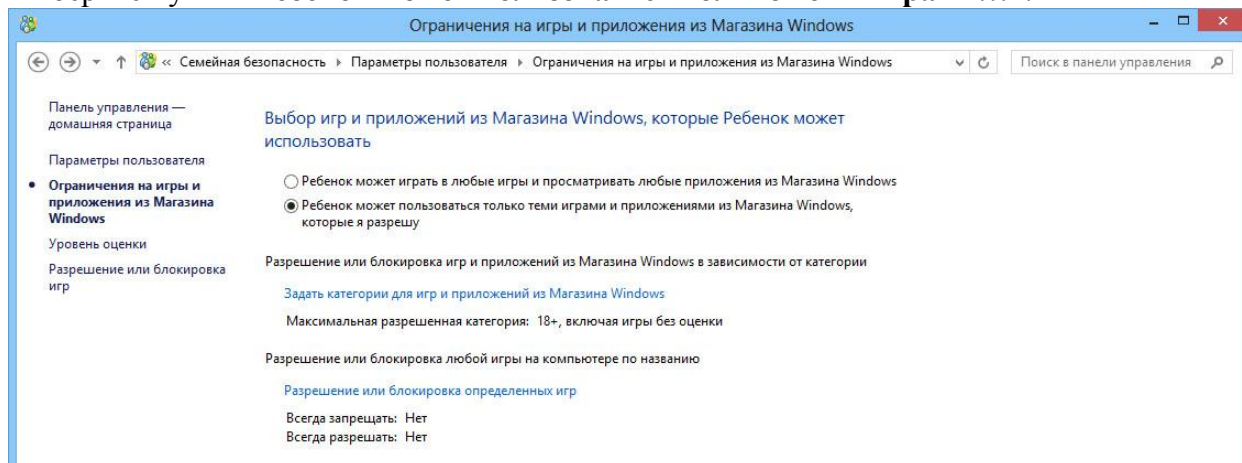 Ограничения на игры и приложения из Магазина Windows
« Семейная безопасность ▸ Параметры пользователя ▸ Ограничения на игры и приложения из Магазина Windows
Поиск в панели управления
Панель управления —
домашняя страница
Параметры пользователя
• Ограничения на игры и
приложения из Магазина
Windows
Уровень оценки
Разрешение или блокировка
игр
Выбор игр и приложений из Магазина Windows, которые Ребенок может
использовать
Ребенок может играть в любые игры и просматривать любые приложения из Магазина Windows
Ребенок может пользоваться только теми играми и приложениями из Магазина Windows,
которые я разрешу
Разрешение или блокировка игр и приложений из Магазина Windows в зависимости от категории
Задать категории для игр и приложений из Магазина Windows
Максимальная разрешенная категория: 18+, включая игры без оценки
Разрешение или блокировка любой игры на компьютере по названию
Разрешение или блокировка определенных игр
Всегда запрещать: Нет
Всегда разрешать: Нет